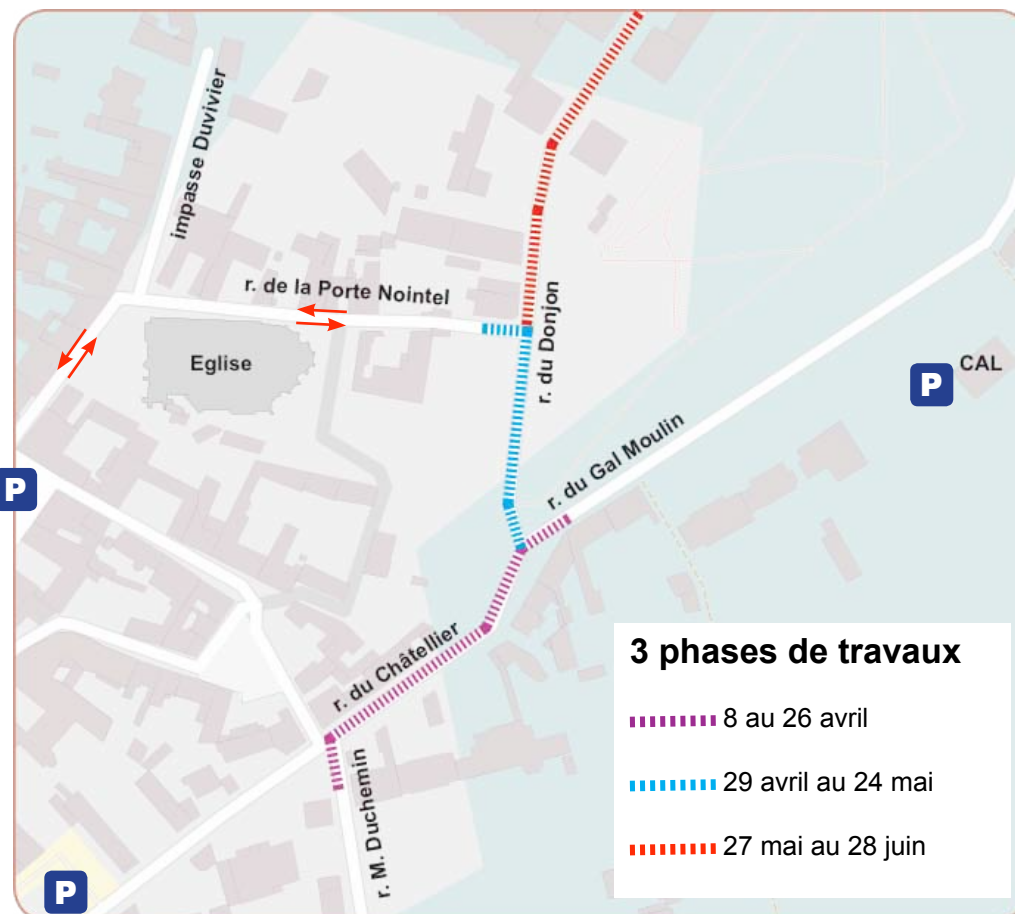 impasse Duvivier
r. de la Porte Nointel
Eglise
r. du Donjon
P
CAL
r. du Gal Moulin
P
r. du Châtellier
r. M. Duchemin
P
3 phases de travaux
8 au 26 avril
29 avril au 24 mai
27 mai au 28 juin